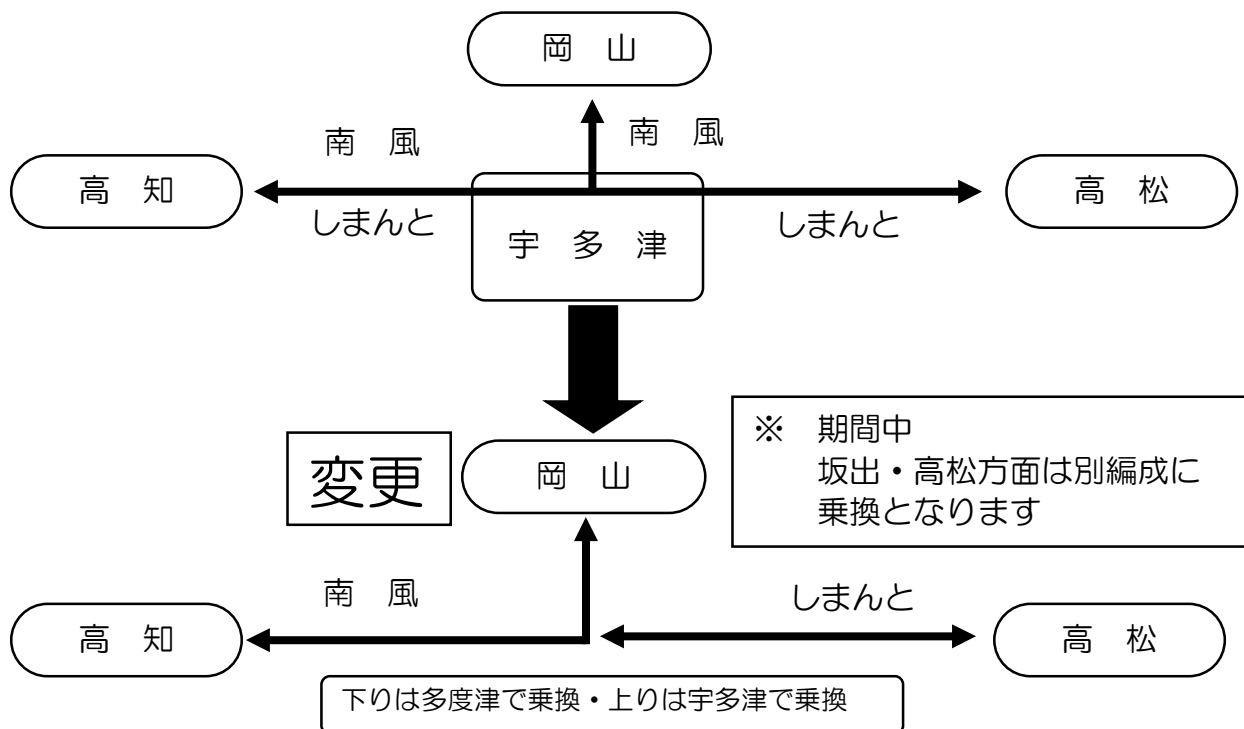 岡 山
南 風
南 風
高 知
高 松
しまんと
しまんと
宇 多 津
変更
岡 山
※ 期間中
坂出・高松方面は別編成に
乗換となります
南 風
しまんと
高 知
高 松
下りは多度津で乗換・上りは宇多津で乗換